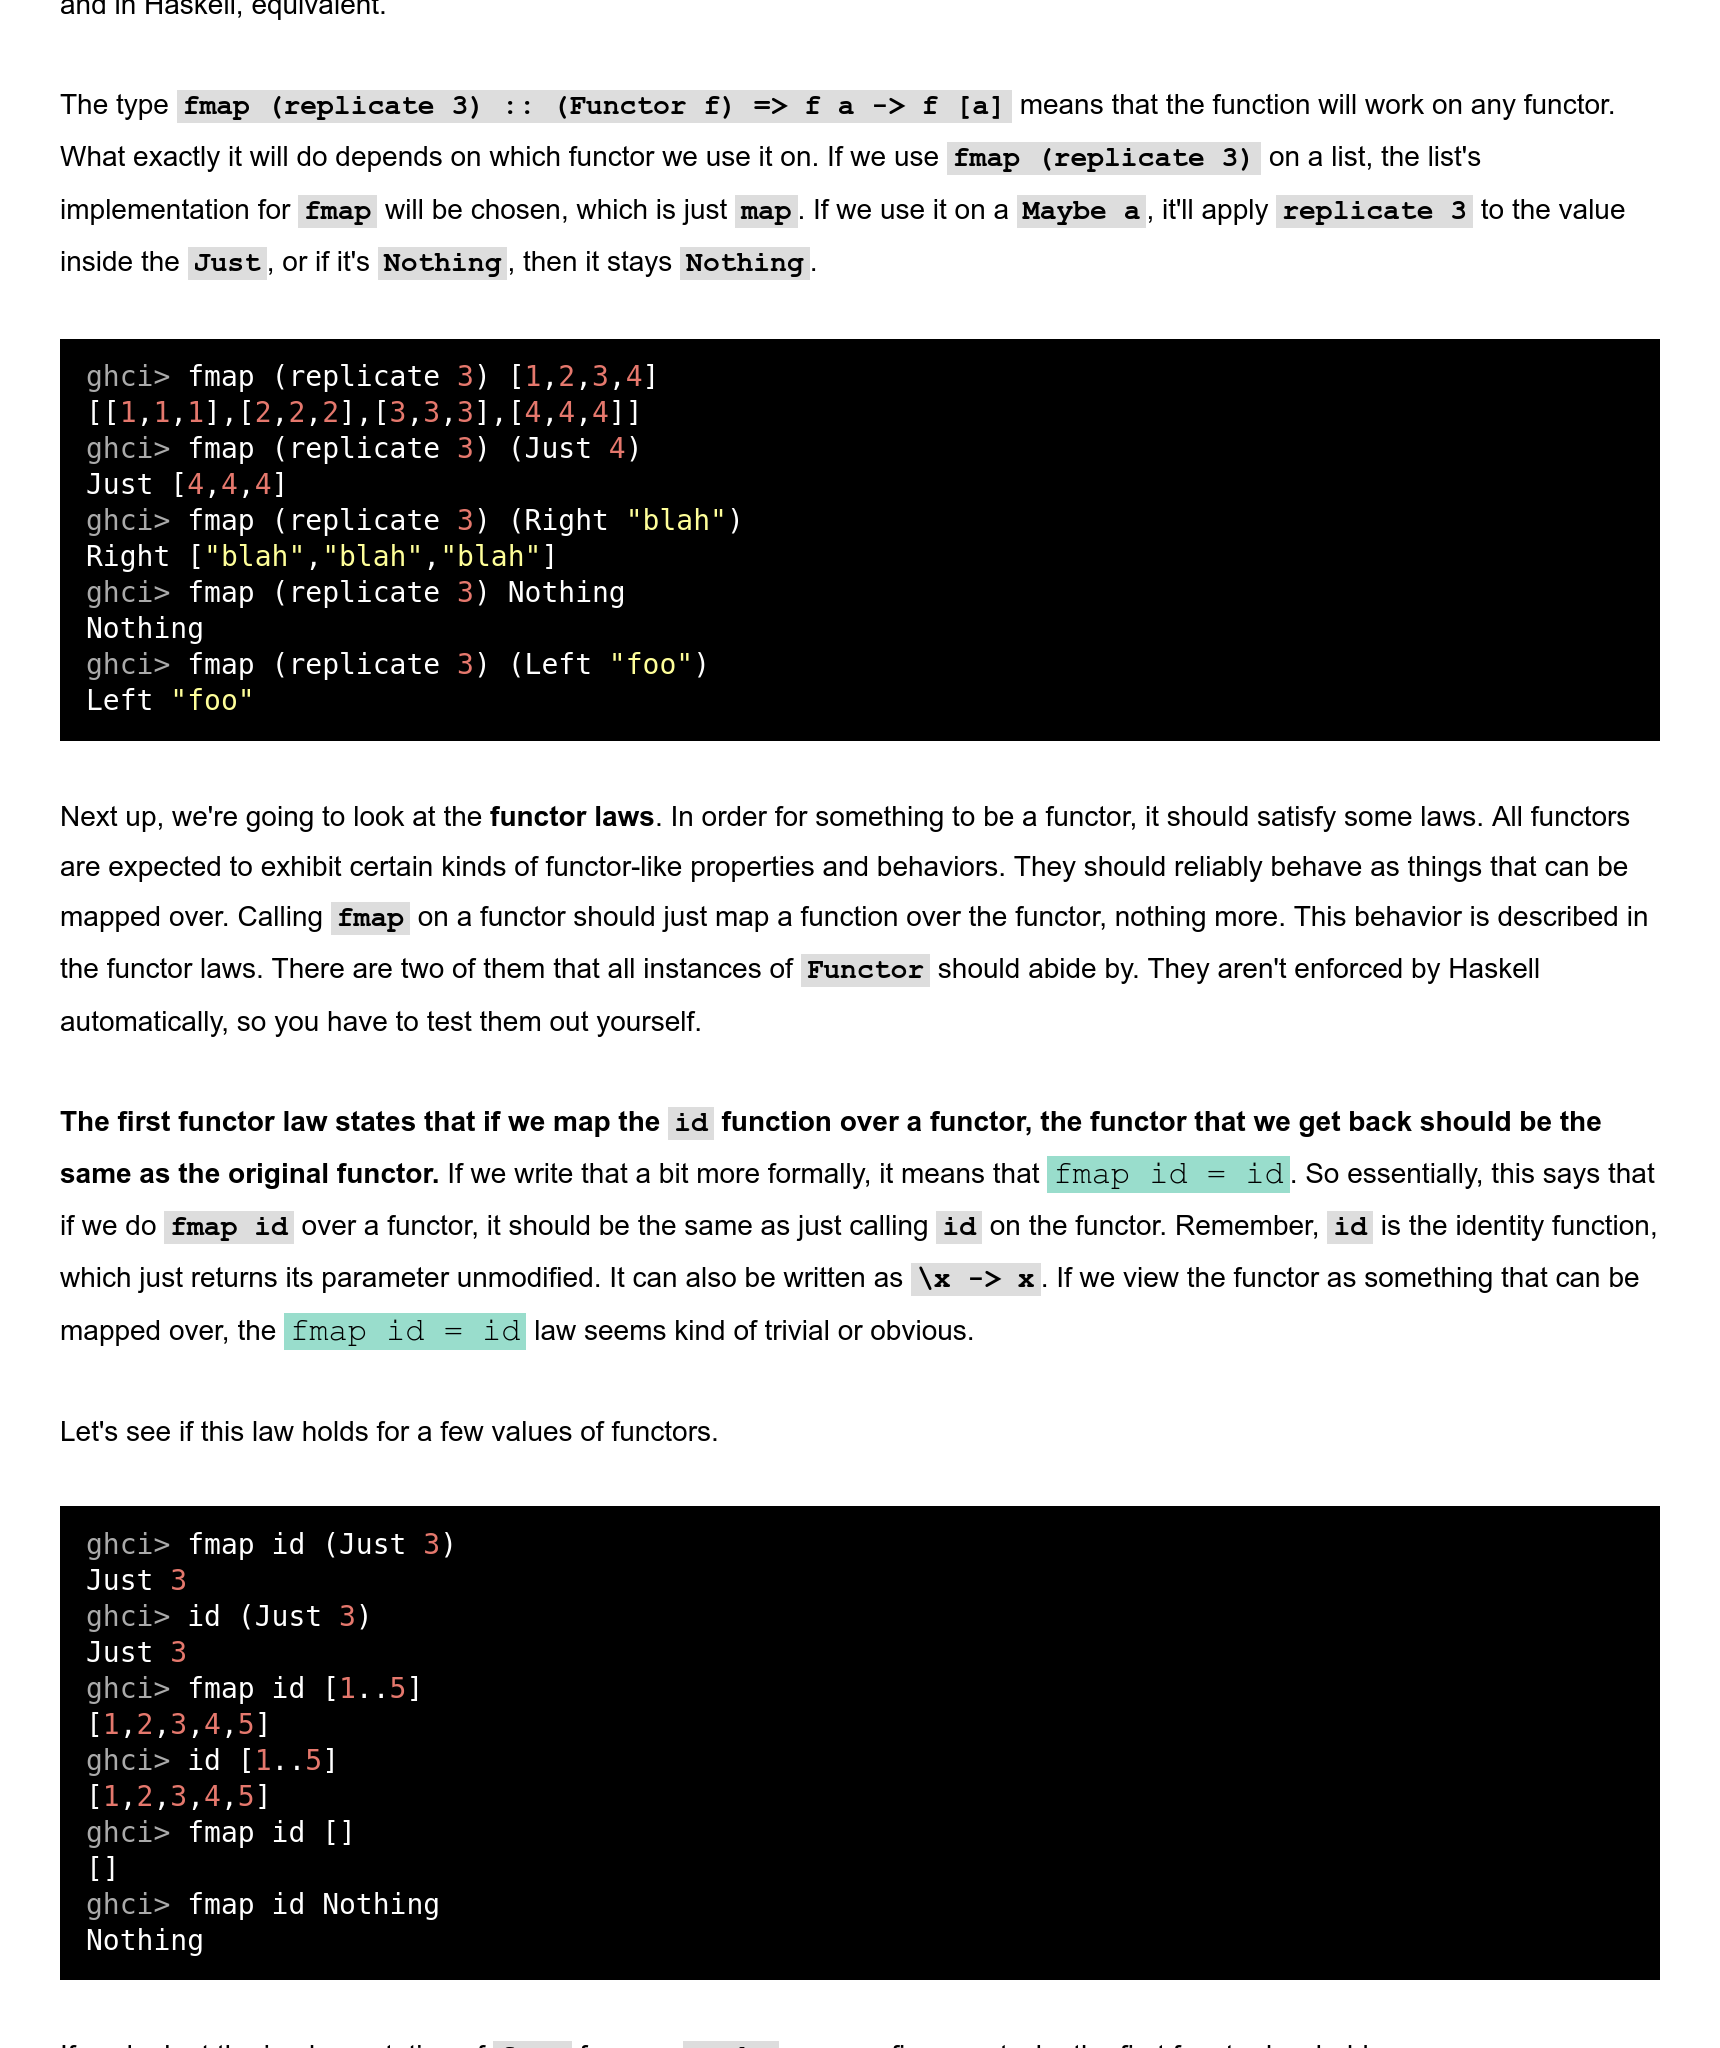 and in Haskell, equivalent.
The type fmap (replicate 3) :: (Functor f) => f a -> f [a] means that the function will work on any functor.
What exactly it will do depends on which functor we use it on. If we use fmap (replicate 3) on a list, the list's
implementation for fmap will be chosen, which is just map. If we use it on a Maybe a, it'll apply replicate 3 to the value
inside the Just, or if it's Nothing, then it stays Nothing.
ghci> fmap (replicate 3) [1,2,3,4]
[[1,1,1],[2,2,2],[3,3,3],[4,4,4]]
ghci> fmap (replicate 3) (Just 4)
Just [4,4,4]
ghci> fmap (replicate 3) (Right "blah")
Right ["blah","blah","blah"]
ghci> fmap (replicate 3) Nothing
Nothing
ghci> fmap (replicate 3) (Left "foo")
Left "foo"
Next up, we're going to look at the functor laws. In order for something to be a functor, it should satisfy some laws. All functors
are expected to exhibit certain kinds of functor-like properties and behaviors. They should reliably behave as things that can be
mapped over. Calling fmap on a functor should just map a function over the functor, nothing more. This behavior is described in
the functor laws. There are two of them that all instances of Functor should abide by. They aren't enforced by Haskell
automatically, so you have to test them out yourself.
The first functor law states that if we map the id function over a functor, the functor that we get back should be the
same as the original functor. If we write that a bit more formally, it means that fmap id = id. So essentially, this says that
if we do fmap id over a functor, it should be the same as just calling id on the functor. Remember, id is the identity function,
which just returns its parameter unmodified. It can also be written as \x -> x. If we view the functor as something that can be
mapped over, the fmap id = id law seems kind of trivial or obvious.
Let's see if this law holds for a few values of functors.
ghci> fmap id (Just 3)
Just 3
ghci> id (Just 3)
Just 3
ghci> fmap id [1..5]
[1,2,3,4,5]
ghci> id [1..5]
[1,2,3,4,5]
ghci> fmap id []
[]
ghci> fmap id Nothing
Nothing